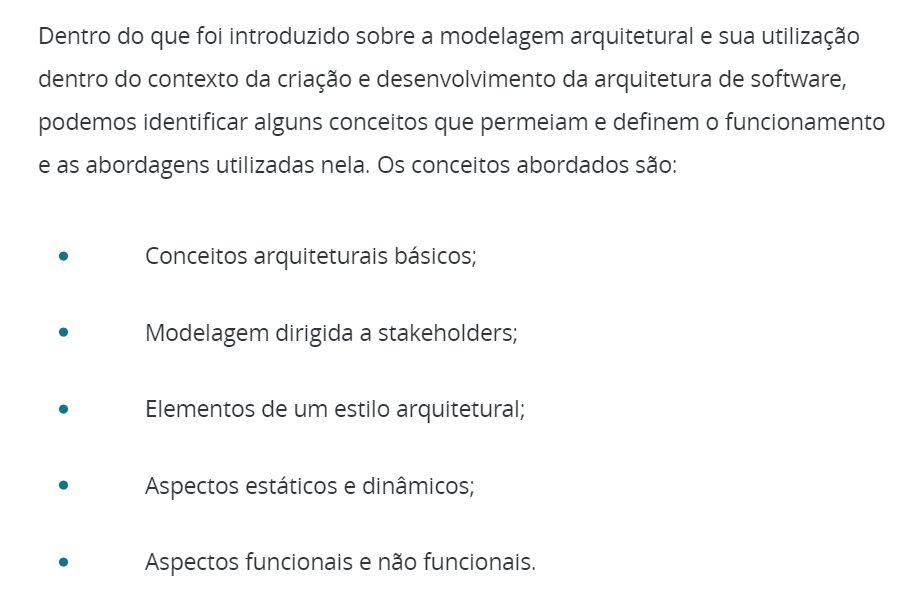 Dentro do que foi introduzido sobre a modelagem arquitetural e sua utilização
dentro do contexto da criação e desenvolvimento da arquitetura de software,
podemos identificar alguns conceitos que permeiam e definem o funcionamento
e as abordagens utilizadas nela. Os conceitos abordados são:
• Conceitos arquiteturais básicos;
• Modelagem dirigida a stakeholders;
• Elementos de um estilo arquitetural;
• Aspectos estáticos e dinâmicos;
• Aspectos funcionais e não funcionais.